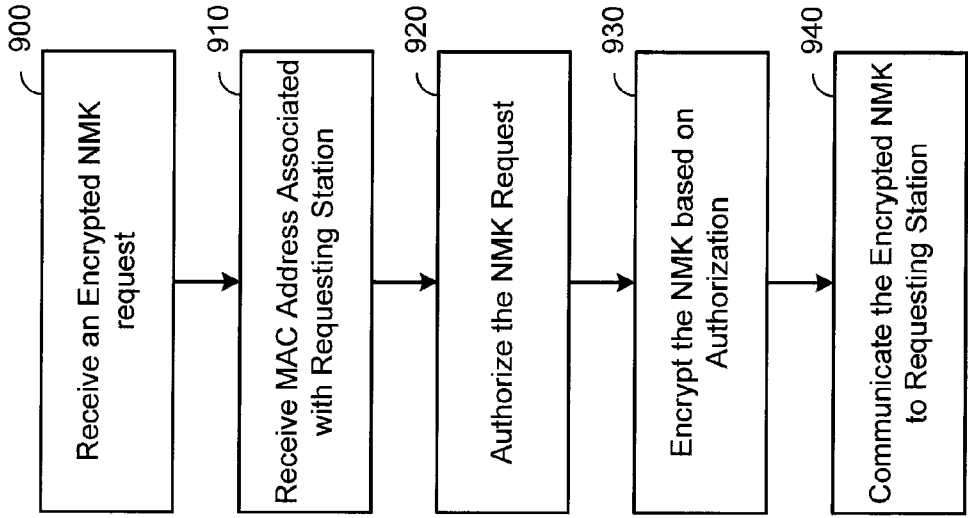 900
Receive an Encrypted NMK
request
910
Receive MAC Address Associated
with Requesting Station
920
Authorize the NMK Request
930
Encrypt the NMK based on
Authorization
940
Communicate the Encrypted NMK
to Requesting Station